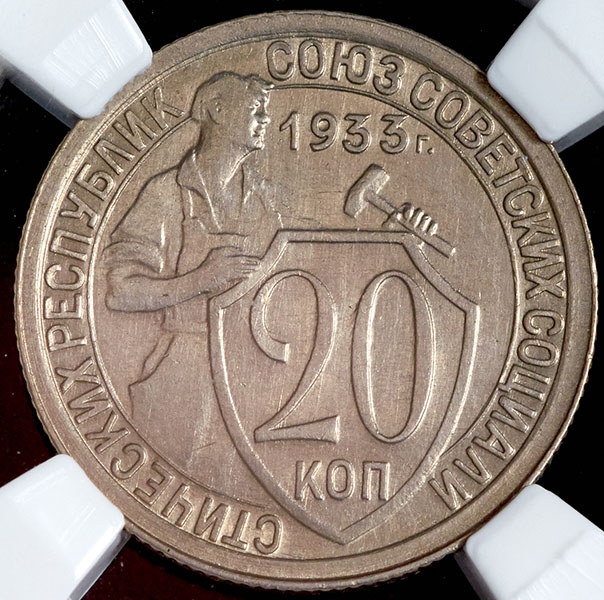 СОЮЗ СОВЕТСКИХ СОЦИАЛИСТИЧЕСКИХ РЕСПУБЛИК
1933 г.
20
КОП